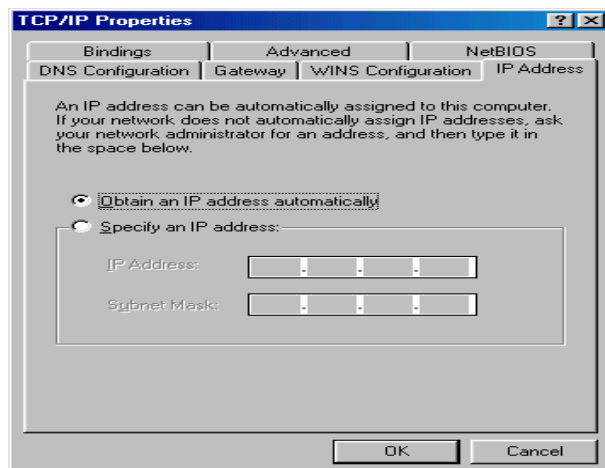 TCP/IP Properties
Bindings Advanced NetBIOS
DNS Configuration Gateway WINS Configuration IP Address
An IP address can be automatically assigned to this computer.
If your network does not automatically assign IP addresses, ask
your network administrator for an address, and then type it in
the space below.
Obtain an IP address automatically
Specify an IP address:
IP Address:
Subnet Mask:
OK Cancel